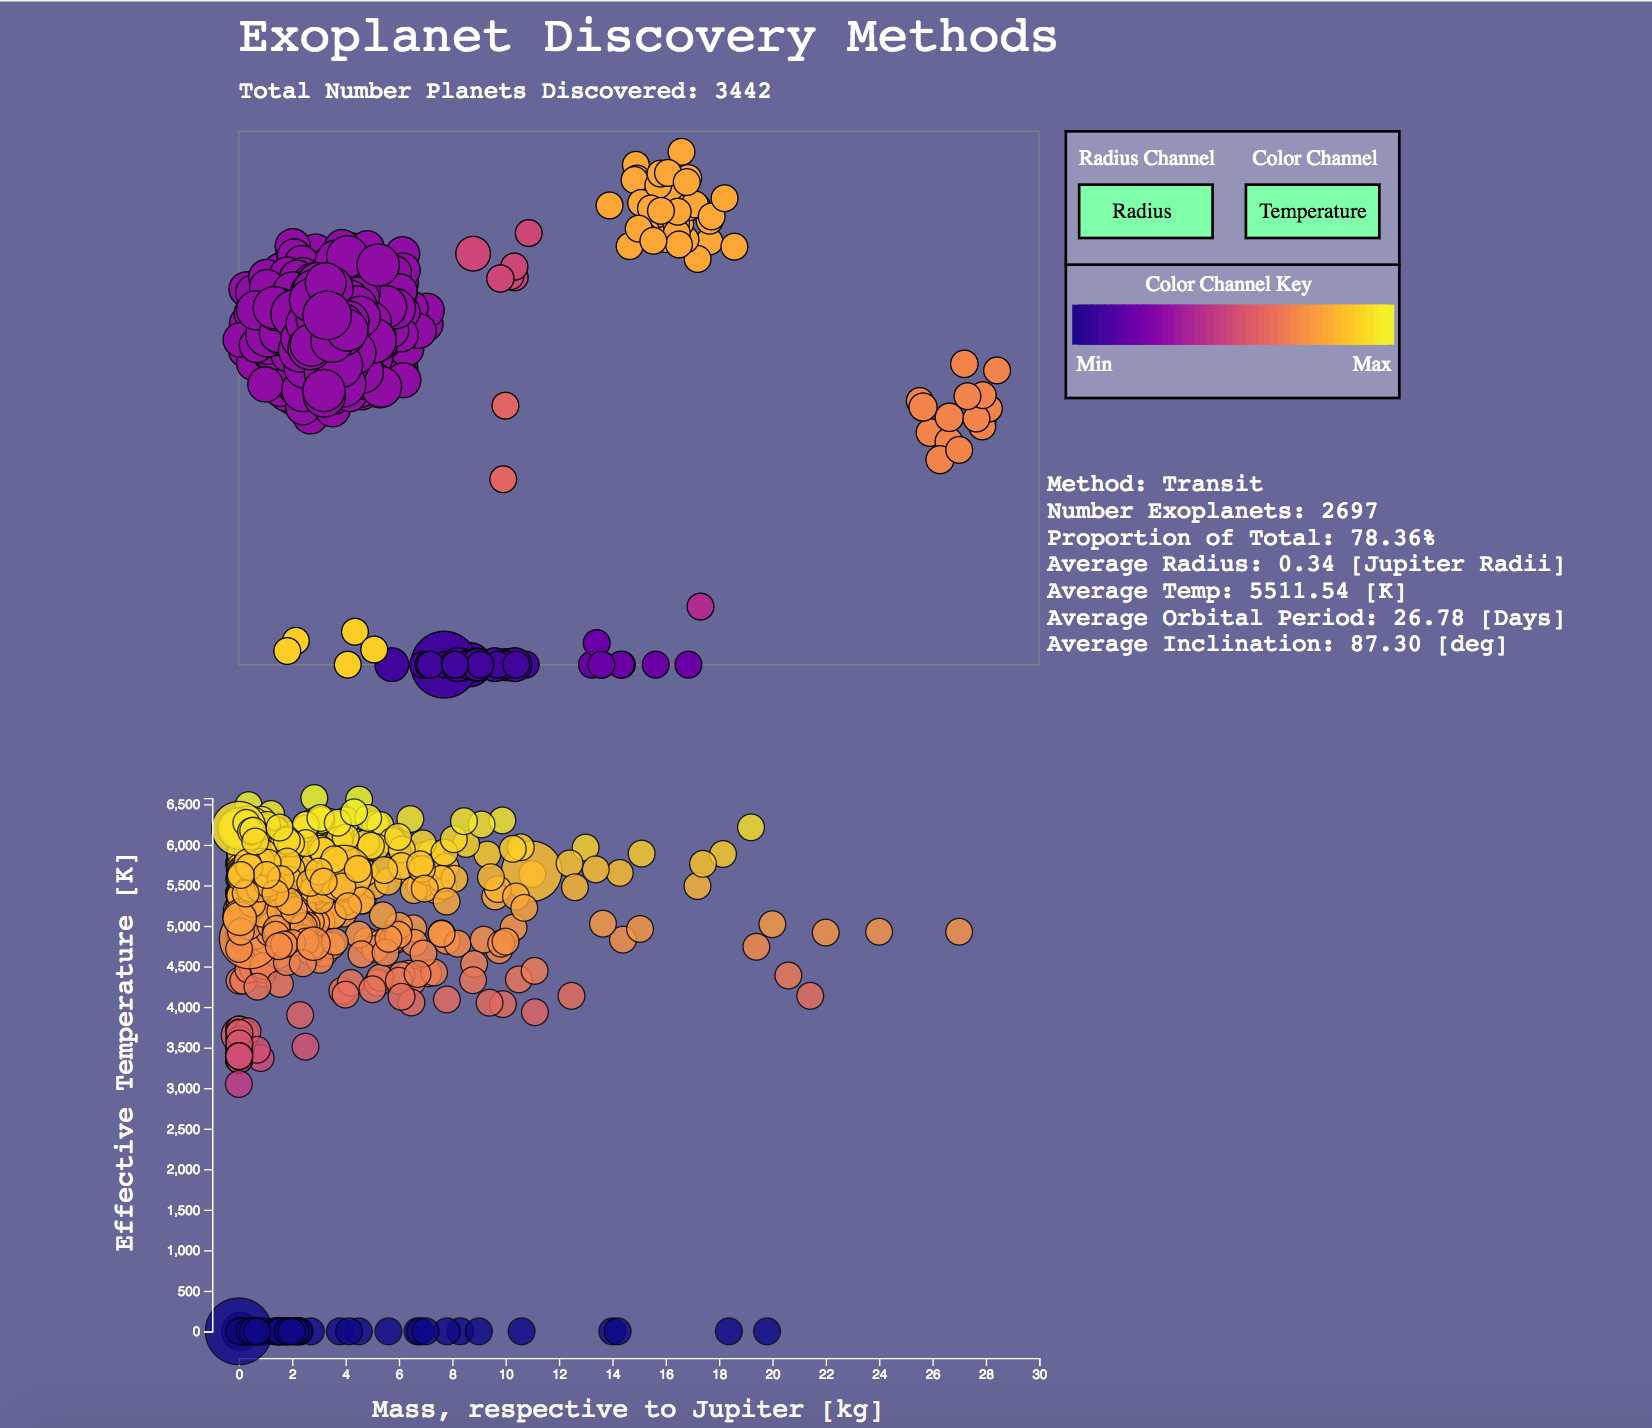 Exoplanet Discovery Methods
Total Number Planets Discovered: 3442
Radius Channel
Color Channel
Radius
Temperature
Color Channel Key
Min
Max
Method: Transit
Number Exoplanets: 2697
Proportion of Total: 78.36%
Average Radius: 0.34 [Jupiter Radii]
Average Temp: 5511.54 [K]
Average Orbital Period: 26.78 [Days]
Average Inclination: 87.30 [deg]
Effective Temperature [K]
6,500
6,000
5,500
5,000
4,500
4,000
3,500
3,000
2,500
2,000
1,500
1,000
500
0
0 2 4 6 8 10 12 14 16 18 20 22 24 26 28 30
Mass, respective to Jupiter [kg]